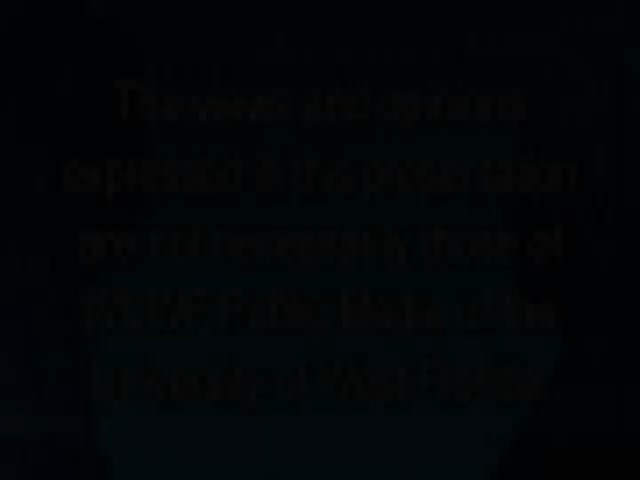 The views and opinions
expressed in this presentation
are not necessarily those of
WUWF Public Media, or the
University of West Florida